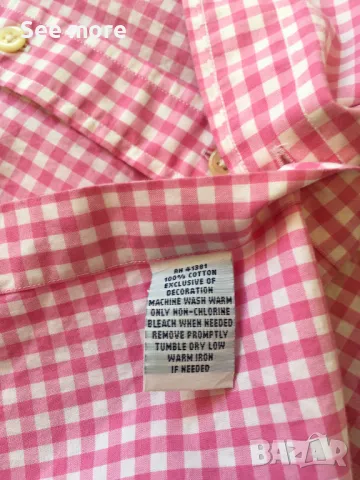 See more
RN 41381
100% COTTON
EXCLUSIVE OF
DECORATION
MACHINE WASH WARM
ONLY NON-CHLORINE
BLEACH WHEN NEEDED
REMOVE PROMPTLY
TUMBLE DRY LOW
WARM IRON
IF NEEDED
BAZAR